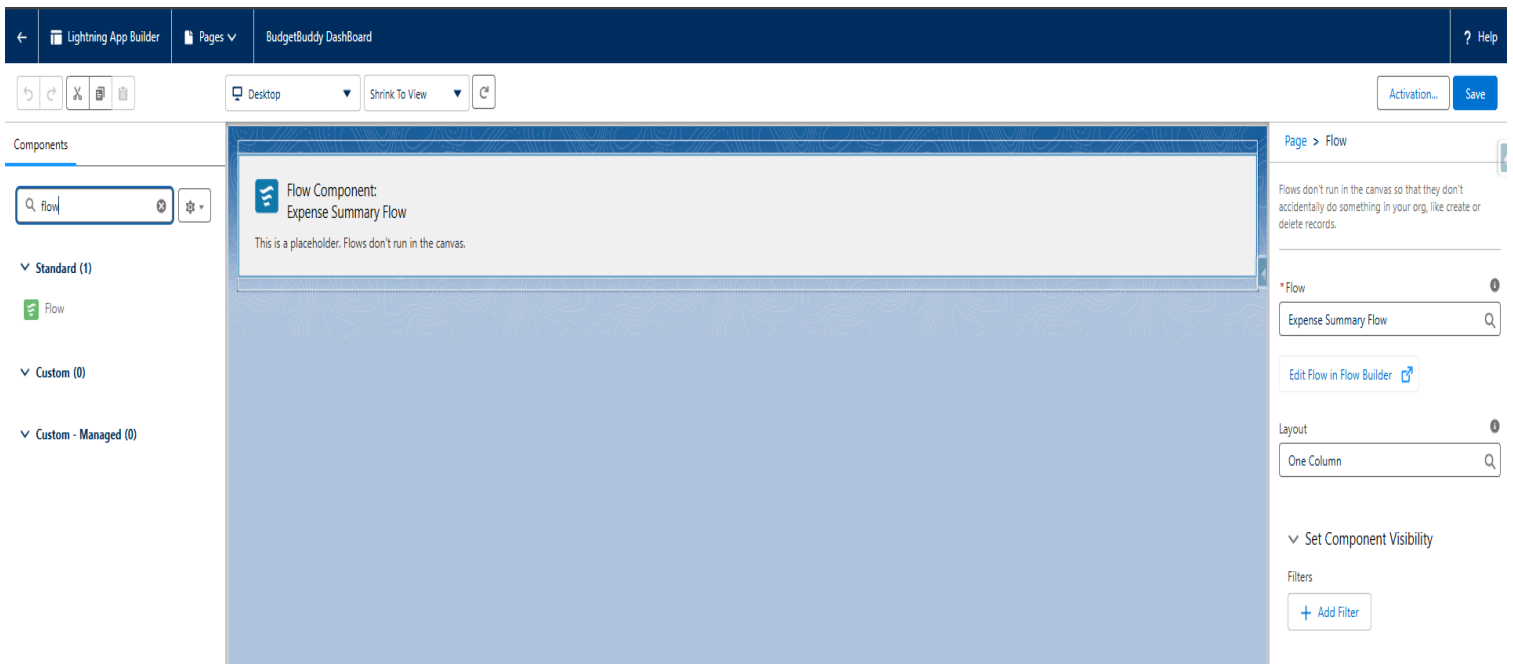 Lightning App Builder
Pages
BudgetBuddy DashBoard
? Help
Desktop
Shrink To View
Activation...
Save
Components
flow
Standard (1)
Flow
Custom (0)
Custom - Managed (0)
Flow Component:
Expense Summary Flow
This is a placeholder. Flows don't run in the canvas.
Page > Flow
Flows don't run in the canvas so that they don't
accidentally do something in your org, like create or
delete records.
*Flow
Expense Summary Flow
Edit Flow in Flow Builder
Layout
One Column
Set Component Visibility
Filters
+ Add Filter